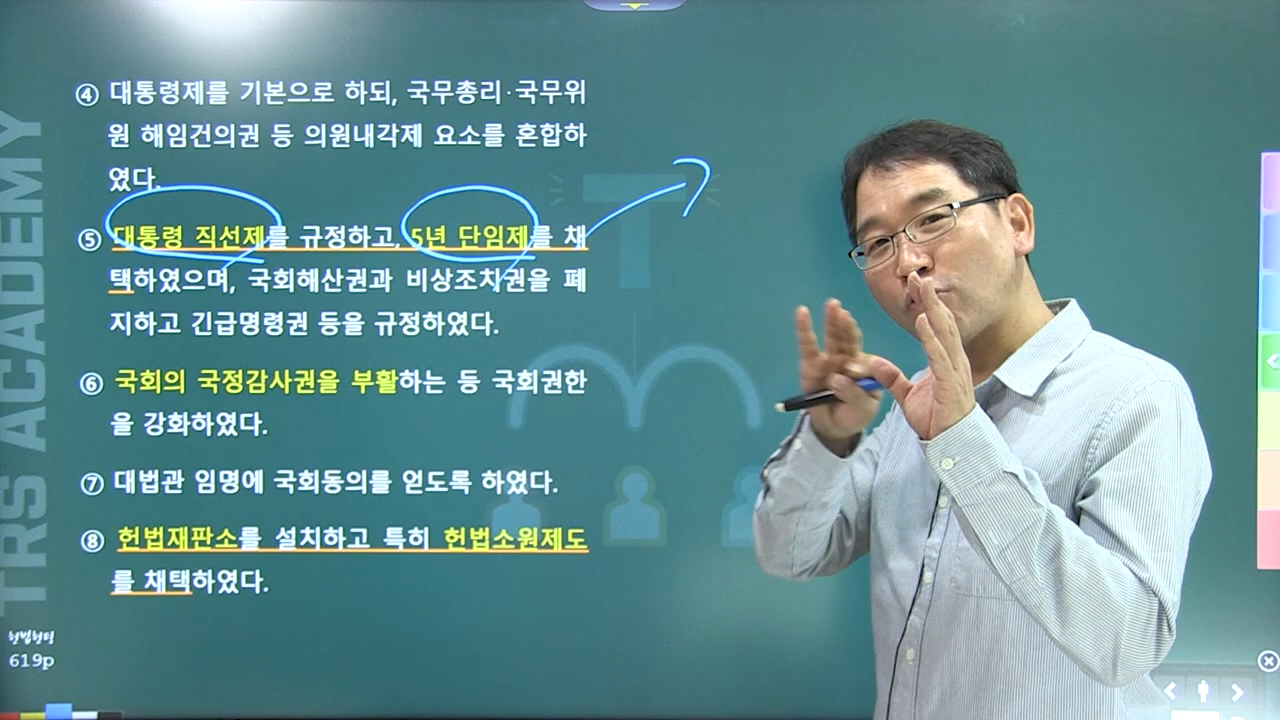 ④ 대통령제를 기본으로 하되, 국무총리·국무위
원 해임건의권 등 의원내각제 요소를 혼합하
였다.
⑤ 대통령 직선제를 규정하고, 5년 단임제를 채
택하였으며, 국회해산권과 비상조치권을 폐
지하고 긴급명령권 등을 규정하였다.
⑥ 국회의 국정감사권을 부활하는 등 국회권한
을 강화하였다.
⑦ 대법관 임명에 국회동의를 얻도록 하였다.
⑧ 헌법재판소를 설치하고 특히 헌법소원제도
를 채택하였다.
TRS ACADEMY
619p